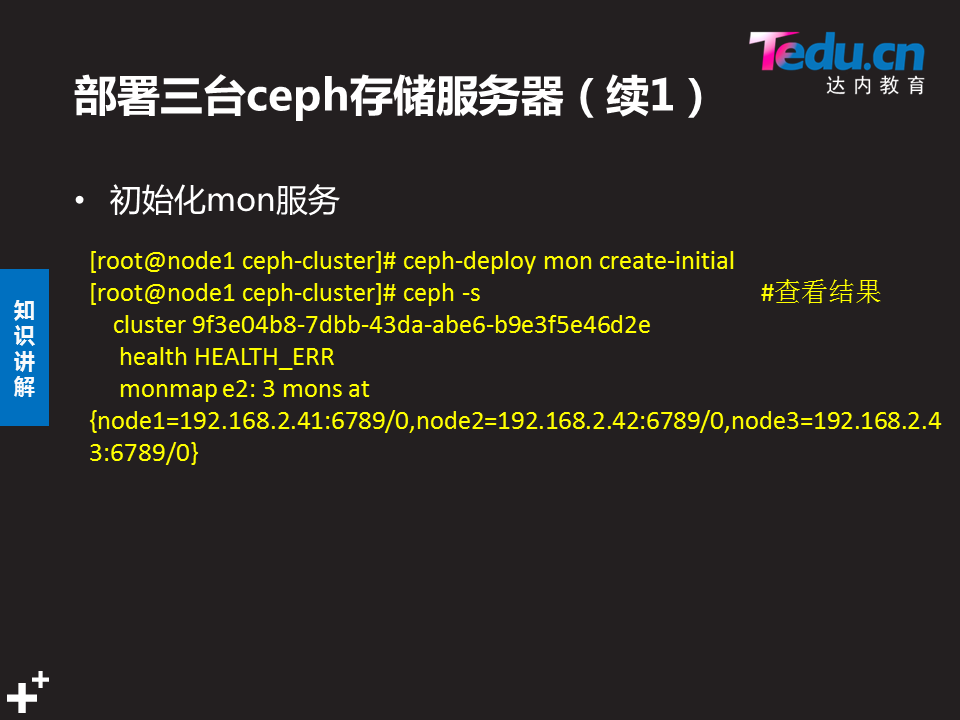 Tedu.cn
达内教育
部署三台ceph存储服务器（续1）
• 初始化mon服务
[root@node1 ceph-cluster]# ceph-deploy mon create-initial
[root@node1 ceph-cluster]# ceph -s #查看结果
cluster 9f3e04b8-7dbb-43da-abe6-b9e3f5e46d2e
health HEALTH_ERR
monmap e2: 3 mons at
{node1=192.168.2.41:6789/0,node2=192.168.2.42:6789/0,node3=192.168.2.4
3:6789/0}
知
识
讲
解